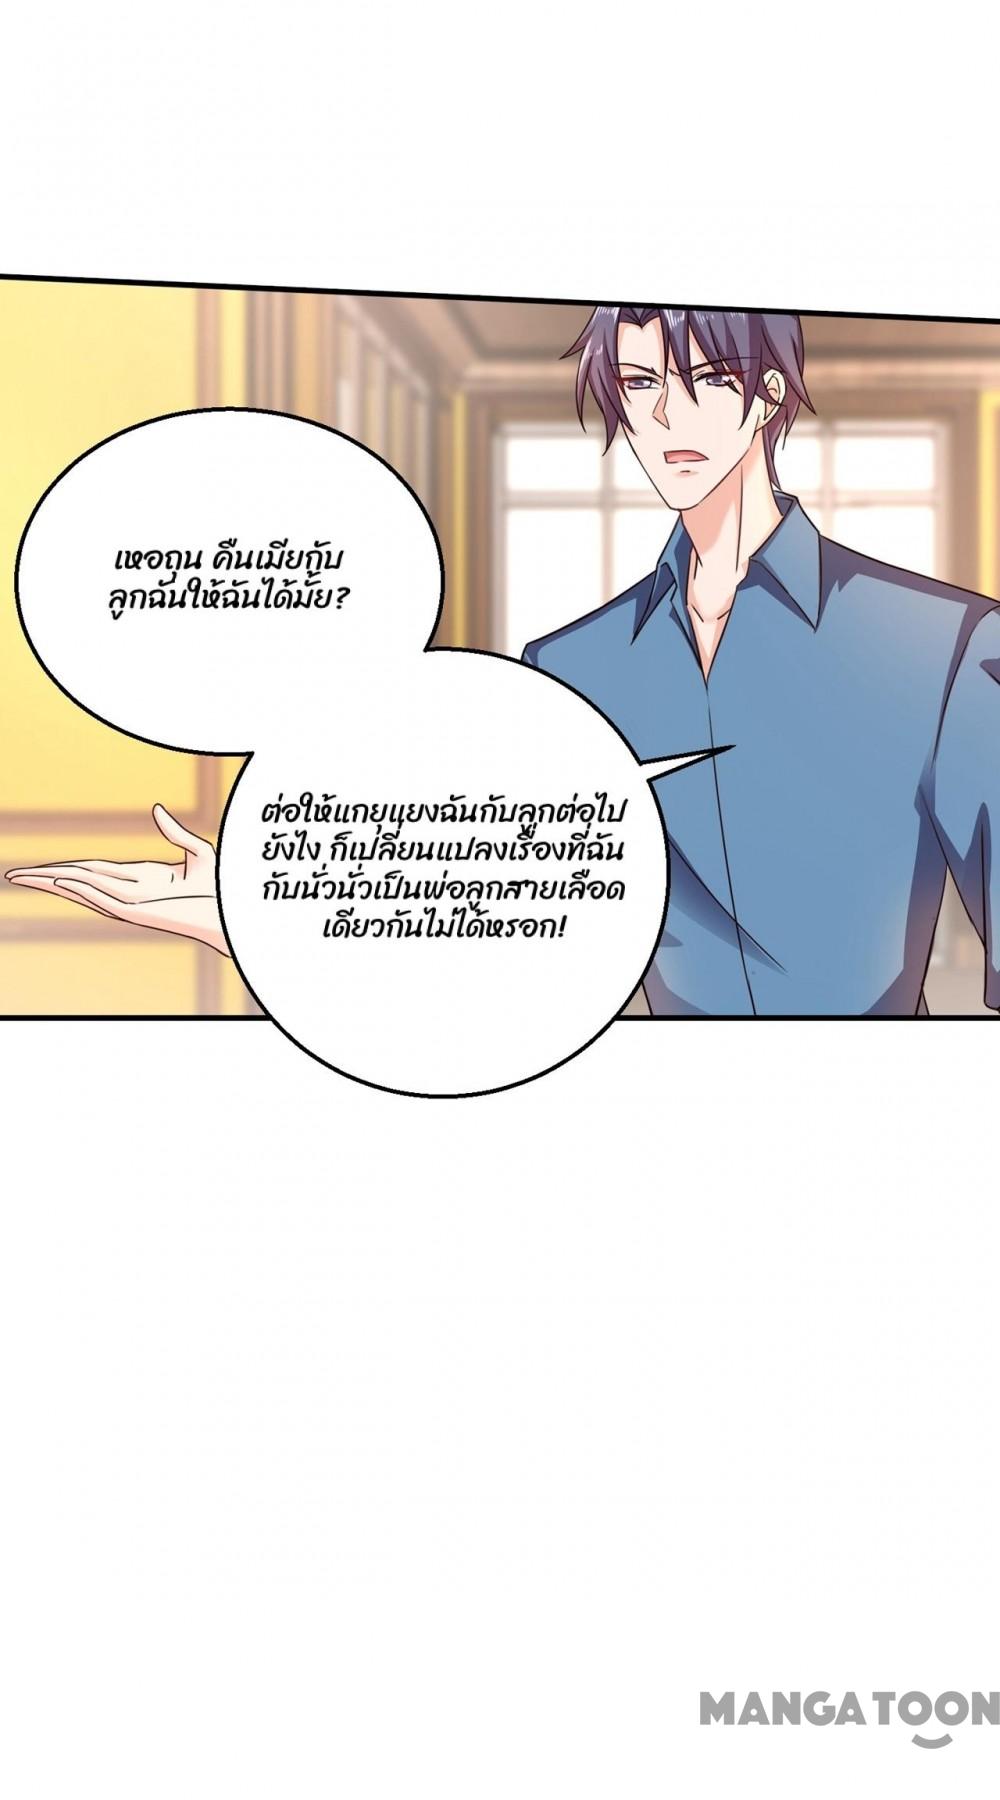 เหอถุน คืนเมียกับ
ลูกฉันให้ฉันได้มั้ย?
ต่อให้แกยุแยงฉันกับลูกต่อไป
ยังไง ก็เปลี่ยนแปลงเรื่องที่ฉัน
กับนั่วนั่วเป็นพ่อลูกสายเลือด
เดียวกันไม่ได้หรอก!
MANGATOON